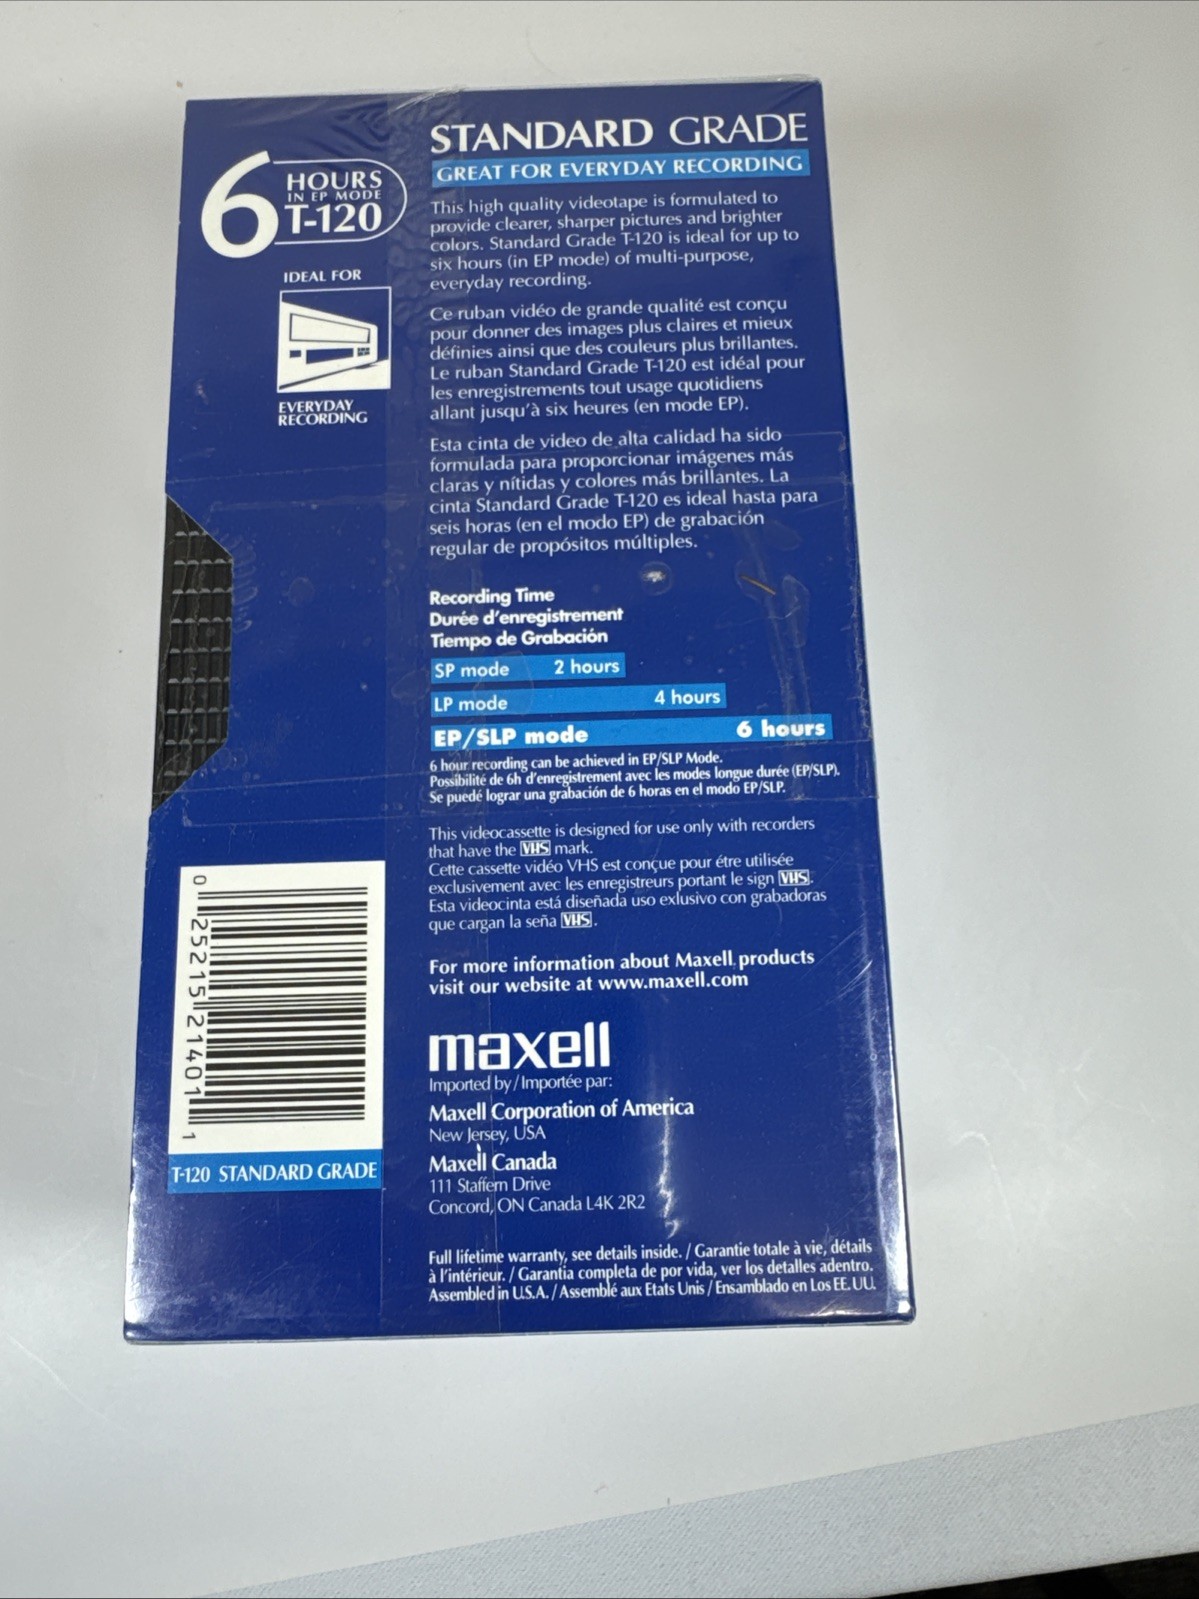 6 HOURS
IN EP MODE
T-120
IDEAL FOR
EVERYDAY
RECORDING
STANDARD GRADE
GREAT FOR EVERYDAY RECORDING
This high quality videotape is formulated to
provide clearer, sharper pictures and brighter
colors. Standard Grade T-120 is ideal for up to
six hours (in EP mode) of multi-purpose,
everyday recording.
Ce ruban vidéo de grande qualité est conçu
pour donner des images plus claires et mieux
définies ainsi que des couleurs plus brillantes.
Le ruban Standard Grade T-120 est idéal pour
les enregistrements tout usage quotidiens
allant jusqu'à six heures (en mode EP).
Esta cinta de video de alta calidad ha sido
formulada para proporcionar imágenes más
claras y nítidas y colores más brillantes. La
cinta Standard Grade T-120 es ideal hasta para
seis horas (en el modo EP) de grabación
regular de propósitos múltiples.
Recording Time
Durée d'enregistrement
Tiempo de Grabación
SP mode 2 hours
LP mode 4 hours
EP/SLP mode 6 hours
6 hour recording can be achieved in EP/SLP Mode.
Possibilité de 6h d'enregistrement avec les modes longue durée (EP/SLP).
Se puedé lograr una grabación de 6 horas en el modo EP/SLP.
This videocassette is designed for use only with recorders
that have the VHS mark.
Cette cassette vidéo VHS est conçue pour étre utilisée
exclusivement avec les enregistreurs portant le sign VHS.
Esta videocinta está diseñada uso exlusivo con grabadoras
que cargan la seña VHS.
For more information about Maxell products
visit our website at www.maxell.com
maxell
Imported by / Importée par:
Maxell Corporation of America
New Jersey, USA
Maxell Canada
111 Staffern Drive
Concord, ON Canada L4K 2R2
Full lifetime warranty, see details inside. / Garantie totale à vie, détails
à l'intérieur. / Garantia completa de por vida, ver los detalles adentro.
Assembled in U.S.A. / Assemblé aux Etats Unis / Ensamblado en Los EE. UU.
0 25215 21401 1
T-120 STANDARD GRADE